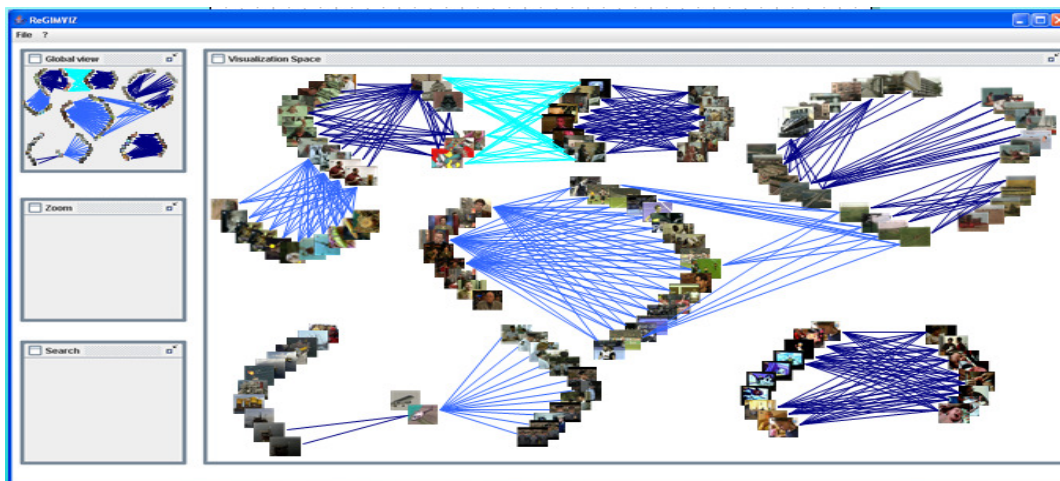 ReGIMVIZ
File ?
Global view
Visualization Space
Zoom
Search